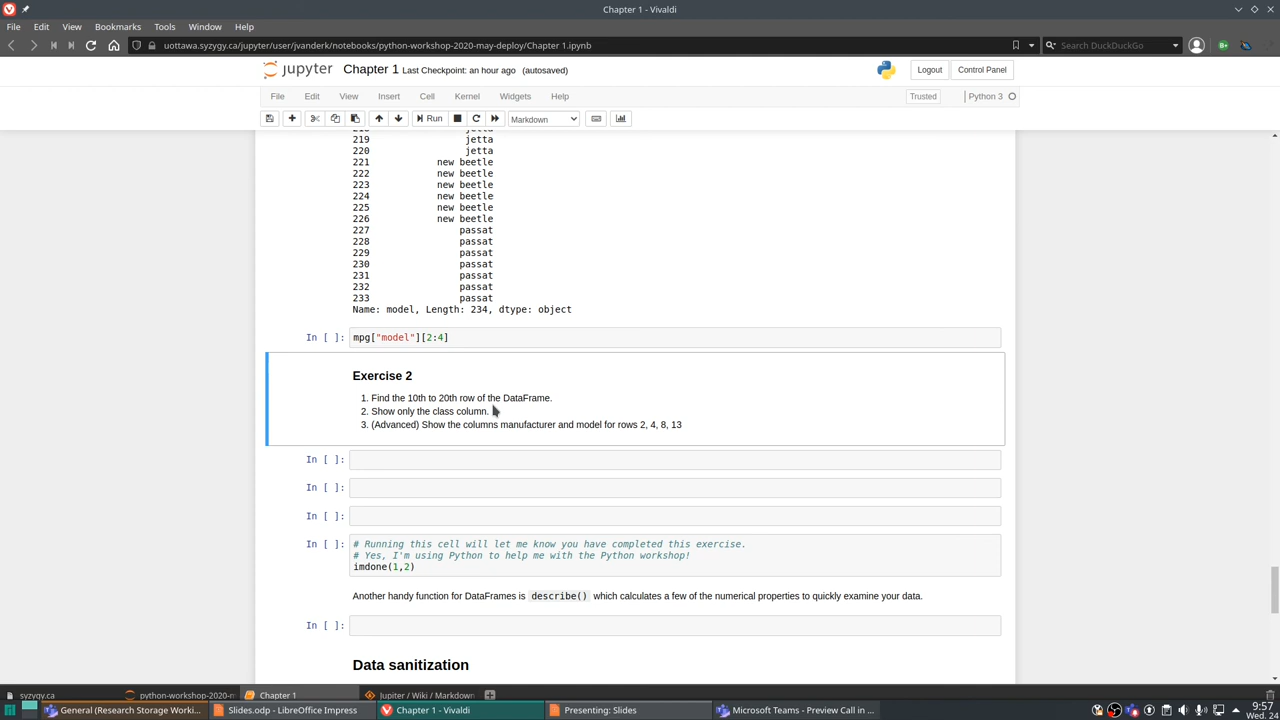 Chapter 1 - Vivaldi
File Edit View Bookmarks Tools Window Help
uottawa.syzygy.ca/jupyter/user/jvanderk/notebooks/python-workshop-2020-may-deploy/Chapter 1.ipynb
Search DuckDuckGo
jupyter Chapter 1 Last Checkpoint: an hour ago (autosaved)
Logout Control Panel
File Edit View Insert Cell Kernel Widgets Help
Trusted Python 3
Run Markdown
218 jetta
219 jetta
220 jetta
221 new beetle
222 new beetle
223 new beetle
224 new beetle
225 new beetle
226 new beetle
227 passat
228 passat
229 passat
230 passat
231 passat
232 passat
233 passat
Name: model, Length: 234, dtype: object
In [ ]: mpg["model"][2:4]
Exercise 2
1. Find the 10th to 20th row of the DataFrame.
2. Show only the class column.
3. (Advanced) Show the columns manufacturer and model for rows 2, 4, 8, 13
In [ ]:
In [ ]:
In [ ]:
In [ ]: # Running this cell will let me know you have completed this exercise.
# Yes, I'm using Python to help me with the Python workshop!
imdone(1,2)
Another handy function for DataFrames is describe() which calculates a few of the numerical properties to quickly examine your data.
In [ ]:
Data sanitization
syzygy.ca python-workshop-2020-m Chapter 1 Jupiter / Wiki / Markdown
General (Research Storage Worki... Slides.odp - LibreOffice Impress Chapter 1 - Vivaldi Presenting: Slides Microsoft Teams - Preview Call in ...
9:57
Wed. 24